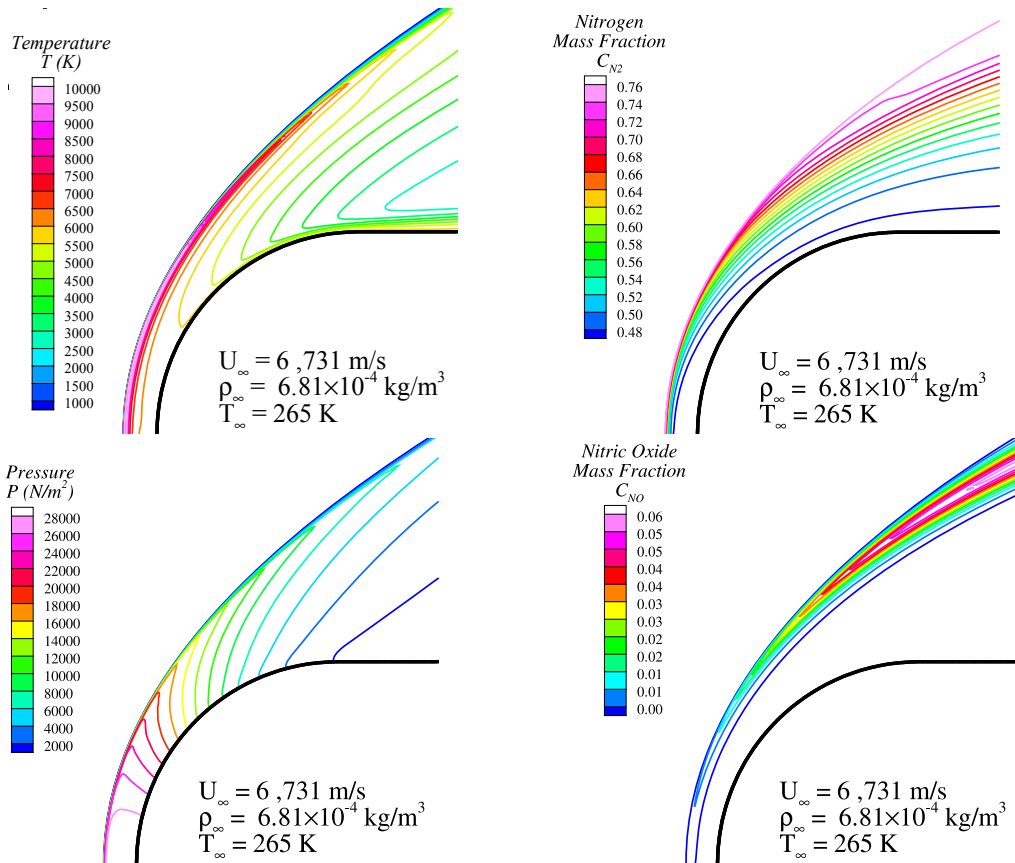 Temperature
T (K)
10000
9500
9000
8500
8000
7500
7000
6500
6000
5500
5000
4500
4000
3500
3000
2500
2000
1500
1000
U∞ = 6 ,731 m/s
ρ∞ = 6.81×10⁻⁴ kg/m³
T∞ = 265 K
Nitrogen
Mass Fraction
C_N2
0.76
0.72
0.70
0.68
0.66
0.64
0.62
0.60
0.58
0.56
0.54
0.52
0.50
0.48
U∞ = 6 ,731 m/s
ρ∞ = 6.81×10⁻⁴ kg/m³
T∞ = 265 K
Pressure
P (N/m²)
28000
26000
24000
22000
20000
18000
16000
14000
12000
10000
8000
6000
4000
2000
U∞ = 6 ,731 m/s
ρ∞ = 6.81×10⁻⁴ kg/m³
T∞ = 265 K
Nitric Oxide
Mass Fraction
C_NO
0.06
0.05
0.05
0.04
0.04
0.03
0.03
0.02
0.02
0.01
0.01
0.00
U∞ = 6 ,731 m/s
ρ∞ = 6.81×10⁻⁴ kg/m³
T∞ = 265 K